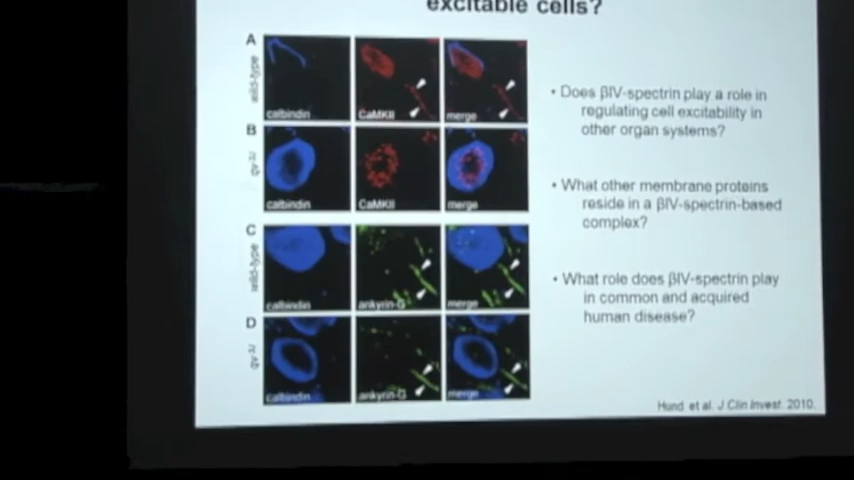 excitable cells?
A
wild-type
calbindin
CaMKII
merge
B
qv³ᴶ
calbindin
CaMKII
merge
C
wild-type
calbindin
ankyrin-G
merge
D
qv³ᴶ
calbindin
ankyrin-G
merge
• Does βIV-spectrin play a role in
regulating cell excitability in
other organ systems?
• What other membrane proteins
reside in a βIV-spectrin-based
complex?
• What role does βIV-spectrin play
in common and acquired
human disease?
Hund. et al. J Clin Invest. 2010.